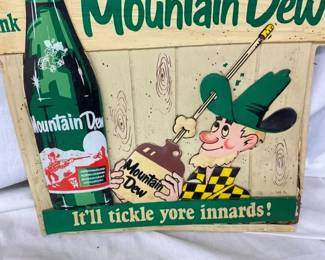 nk
Mountain Dew
Mountain Dew
Mountain
Dew
It'll tickle yore innards!